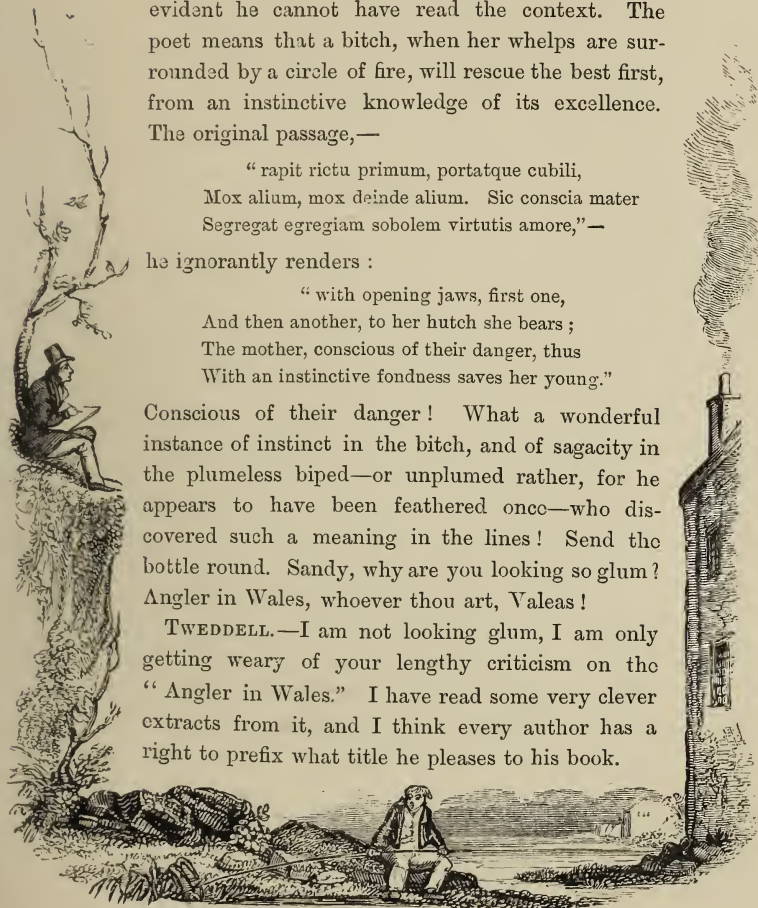 evident he cannot have read the context. The
poet means that a bitch, when her whelps are sur-
rounded by a circle of fire, will rescue the best first,
from an instinctive knowledge of its excellence.
The original passage,—
“ rapit rictu primum, portatque cubili,
Mox alium, mox deinde alium. Sic conscia mater
Segregat egregiam sobolem virtutis amore,”—
he ignorantly renders :
“ with opening jaws, first one,
And then another, to her hutch she bears ;
The mother, conscious of their danger, thus
With an instinctive fondness saves her young.”
Conscious of their danger ! What a wonderful
instance of instinct in the bitch, and of sagacity in
the plumeless biped—or unplumed rather, for he
appears to have been feathered once—who dis-
covered such a meaning in the lines ! Send the
bottle round. Sandy, why are you looking so glum ?
Angler in Wales, whoever thou art, Valeas !
TWEDDELL.—I am not looking glum, I am only
getting weary of your lengthy criticism on the
“ Angler in Wales.” I have read some very clever
extracts from it, and I think every author has a
right to prefix what title he pleases to his book.